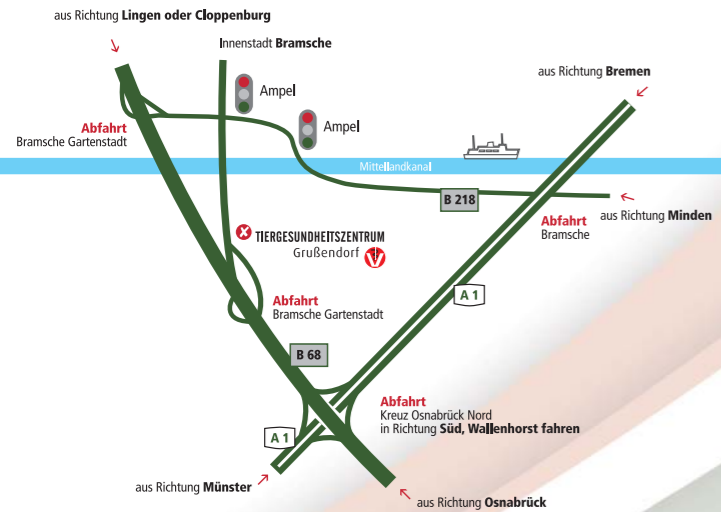 aus Richtung Lingen oder Cloppenburg
Innenstadt Bramsche
aus Richtung Bremen
Ampel
Ampel
Abfahrt
Bramsche Gartenstadt
Mittellandkanal
B 218
Abfahrt
Bramsche
aus Richtung Minden
TIERGESUNDHEITSZENTRUM
Grußendorf
A 1
Abfahrt
Bramsche Gartenstadt
B 68
Abfahrt
Kreuz Osnabrück Nord
in Richtung Süd, Wallenhorst fahren
A 1
aus Richtung Münster
aus Richtung Osnabrück